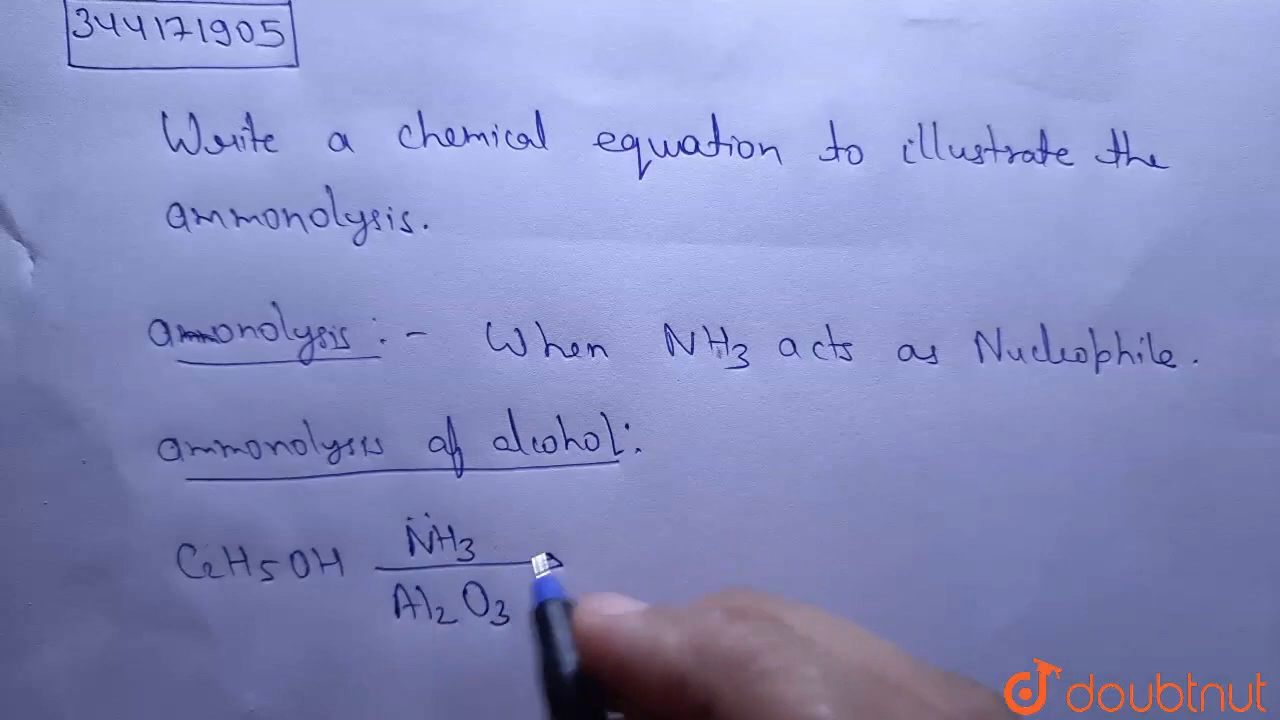 344171905
Write a chemical equation to illustrate the
ammonolysis.
ammonolysis :- When NH3 acts as Nucleophile.
ammonolysis of alcohol:
C2H5OH NH3
Al2O3
doubtnut